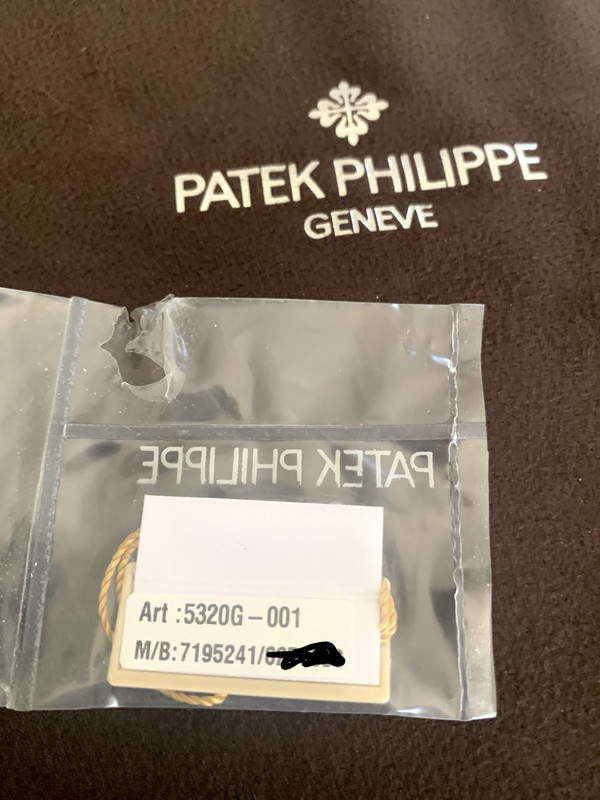 PATEK PHILIPPE
GENEVE
PATEK PHILIPPE
Art :5320G-001
M/B:7195241/